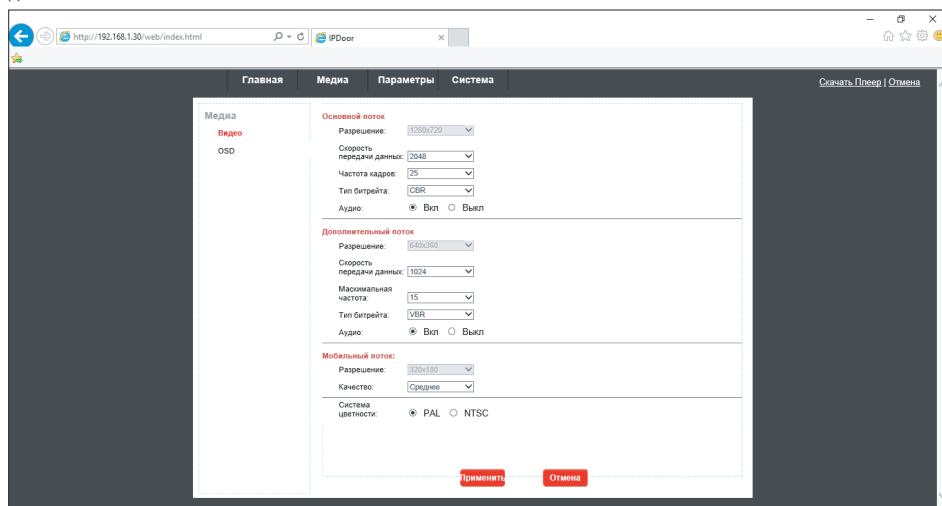 http://192.168.1.30/web/index.html
IPDoor
Главная Медиа Параметры Система
Скачать Плеер | Отмена
Медиа
Видео
OSD
Основной поток
Разрешение: 1280x720
Скорость
передачи данных: 2048
Частота кадров: 25
Тип битрейта: CBR
Аудио: Вкл Выкл
Дополнительный поток
Разрешение: 640x360
Скорость
передачи данных: 1024
Маскимальная
частота: 15
Тип битрейта: VBR
Аудио: Вкл Выкл
Мобильный поток:
Разрешение: 320x180
Качество: Среднее
Система
цветности: PAL NTSC
Применить Отмена